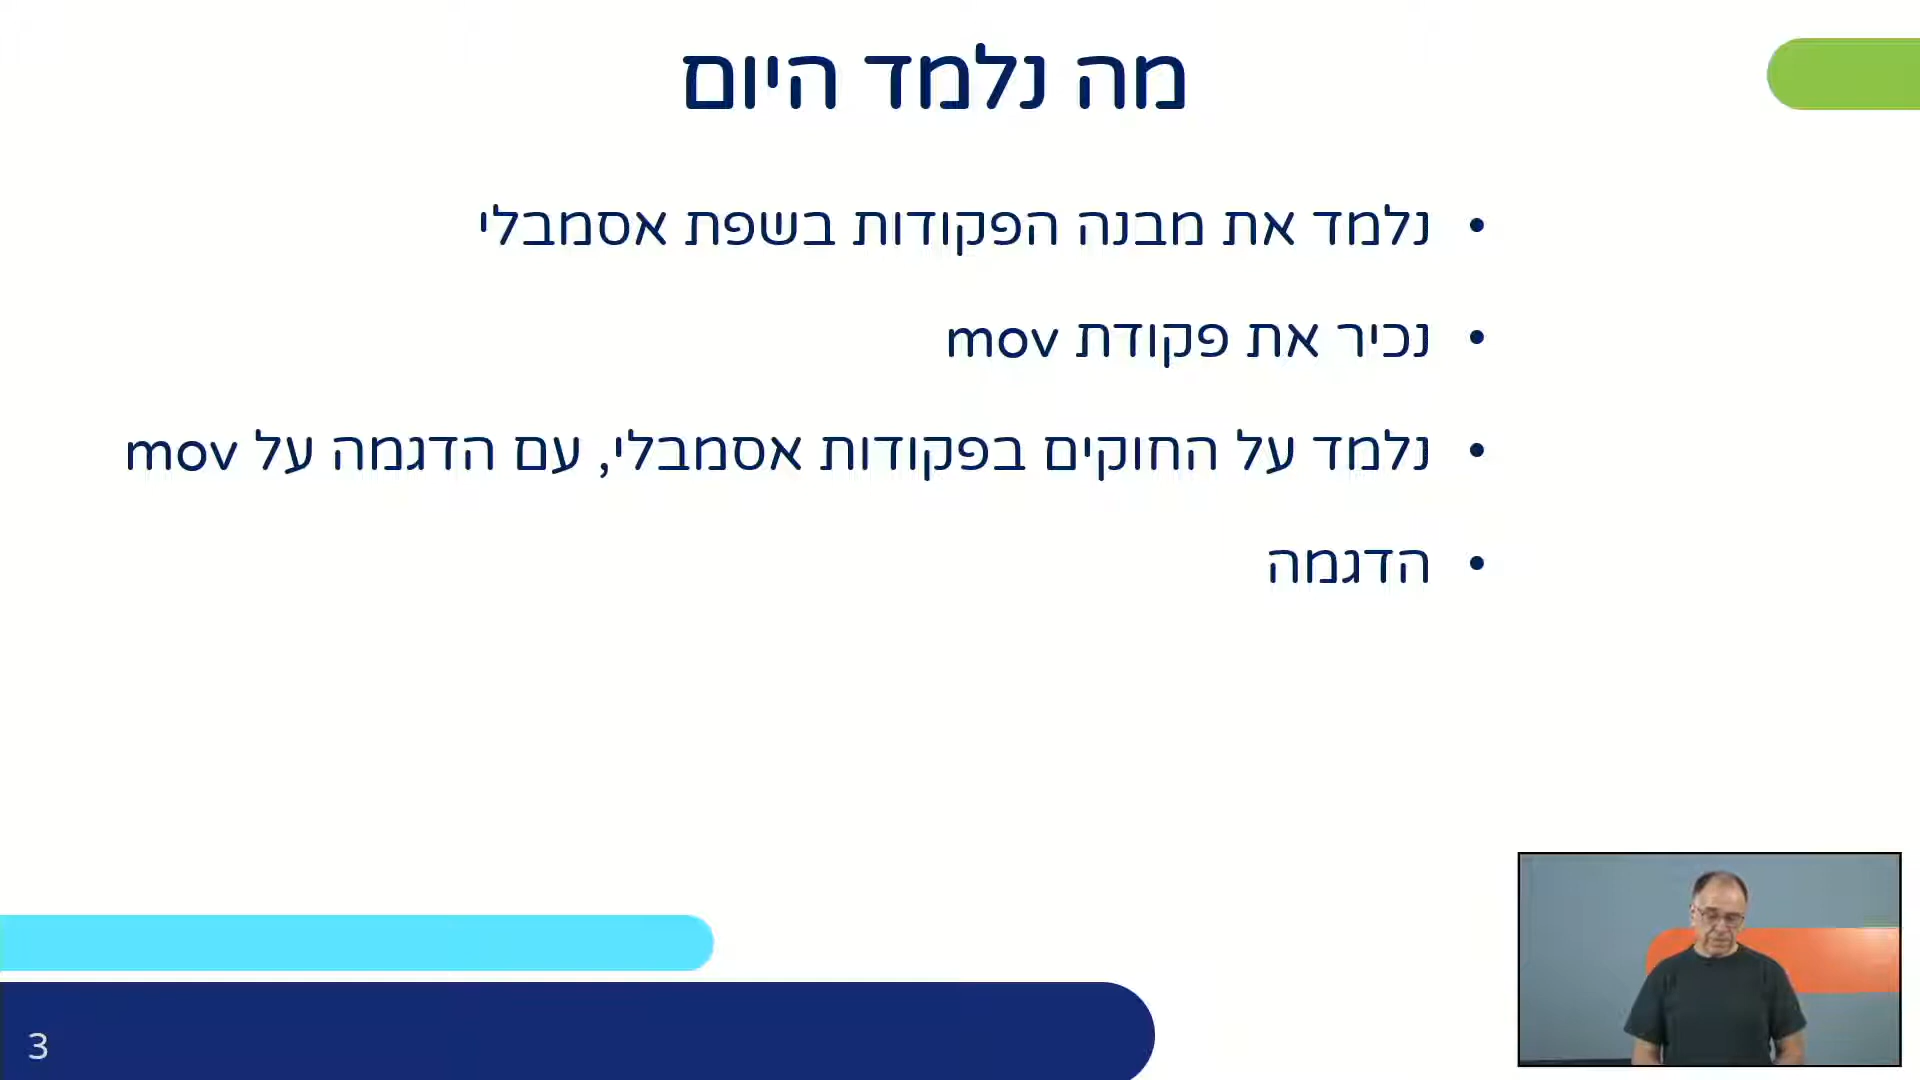 מה נלמד היום
• נלמד את מבנה הפקודות בשפת אסמבלי
• נכיר את פקודת mov
• נלמד על החוקים בפקודות אסמבלי, עם הדגמה על mov
• הדגמה
3